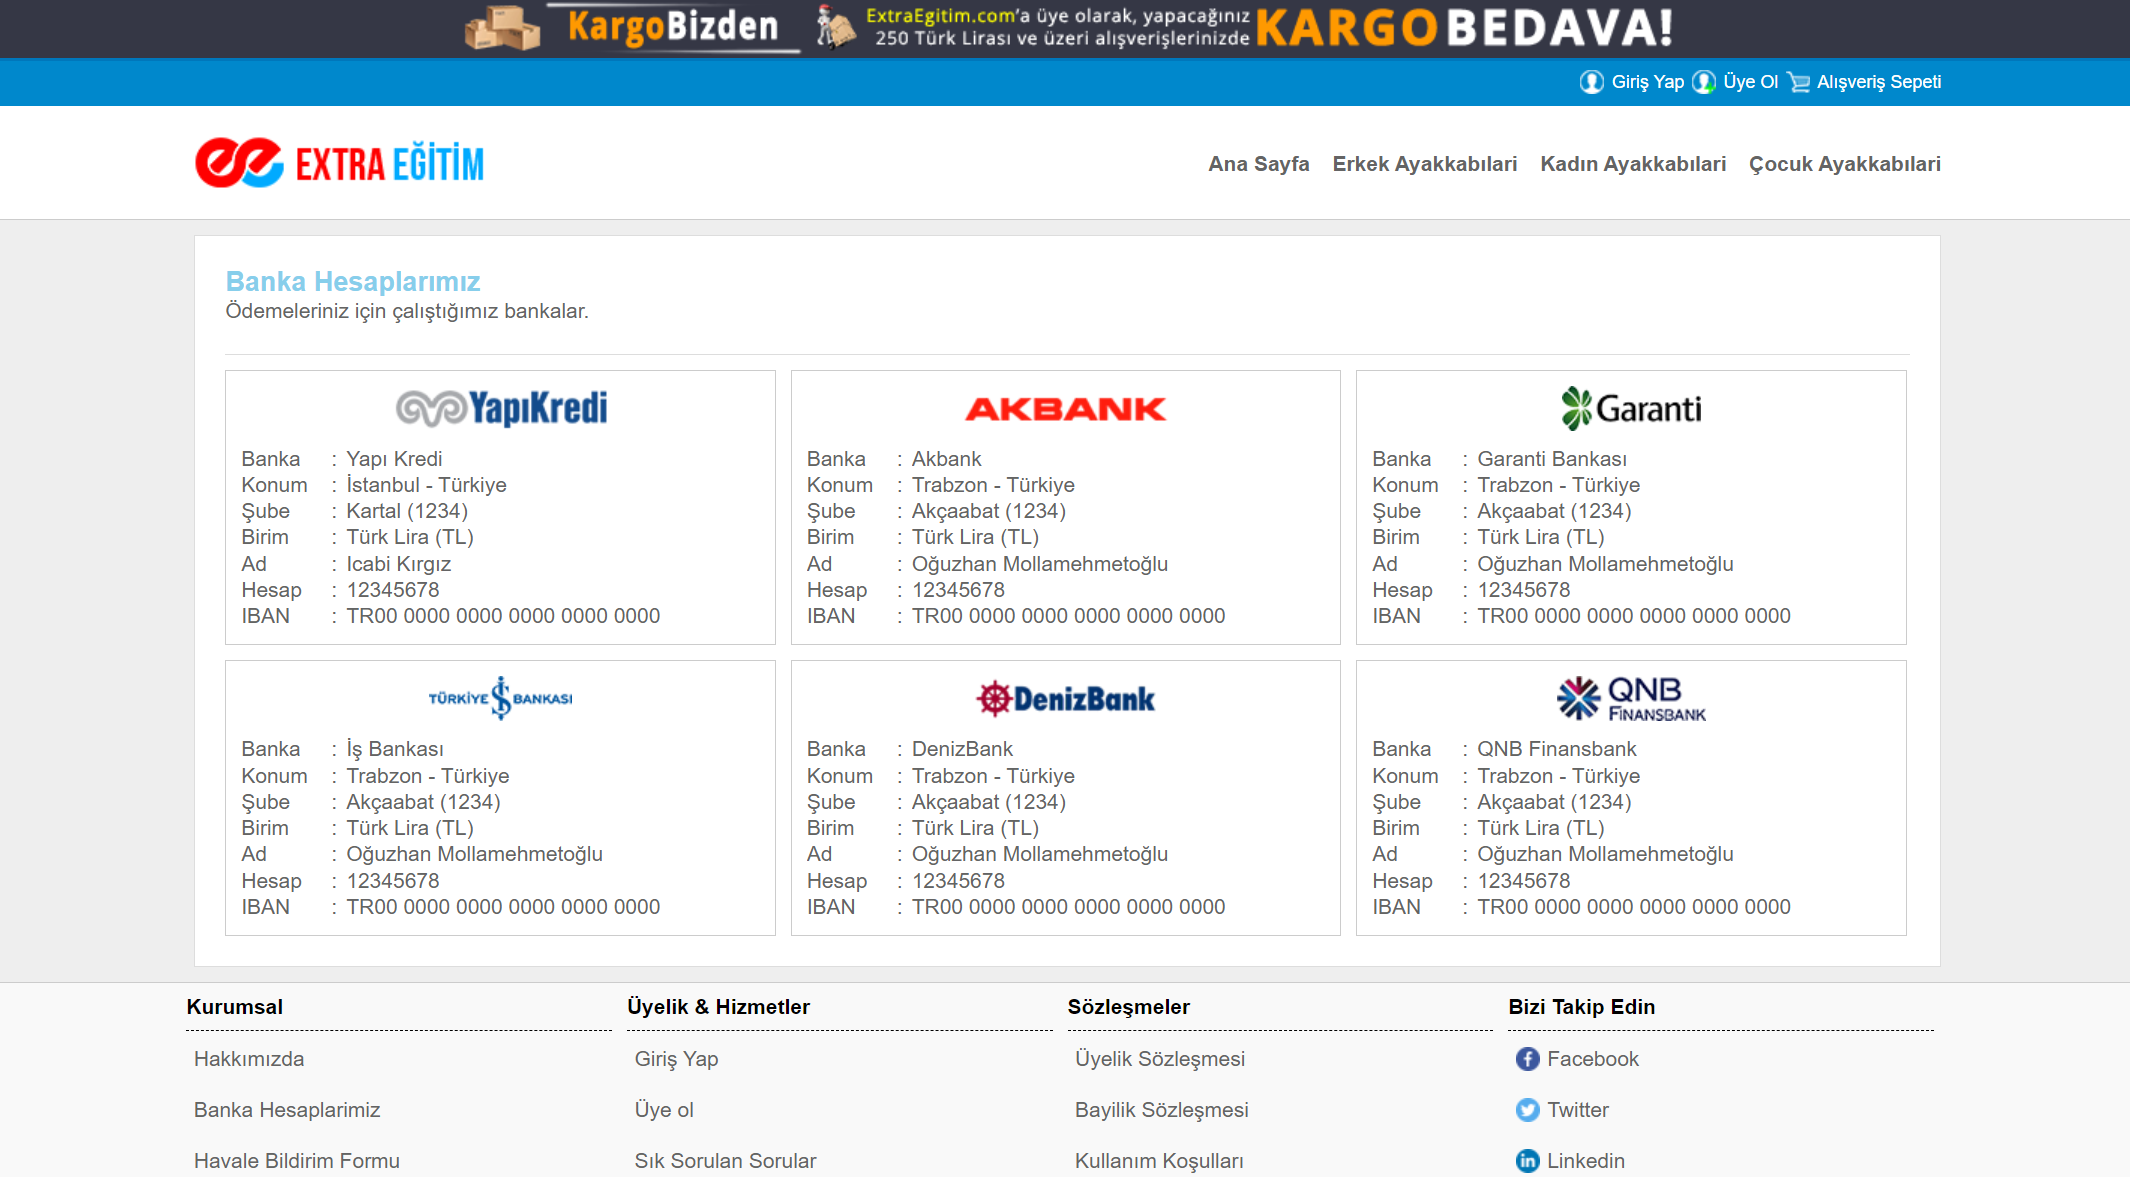 KargoBizden
ExtraEgitim.com'a üye olarak, yapacağınız
250 Türk Lirası ve üzeri alışverişlerinizde
KARGO BEDAVA!
Giriş Yap Üye Ol Alışveriş Sepeti
EXTRA EĞİTİM
Ana Sayfa Erkek Ayakkabılari Kadın Ayakkabılari Çocuk Ayakkabılari
Banka Hesaplarımız
Ödemeleriniz için çalıştığımız bankalar.
YapıKredi
Banka : Yapı Kredi
Konum : İstanbul - Türkiye
Şube : Kartal (1234)
Birim : Türk Lira (TL)
Ad : Icabi Kırgız
Hesap : 12345678
IBAN : TR00 0000 0000 0000 0000 0000
AKBANK
Banka : Akbank
Konum : Trabzon - Türkiye
Şube : Akçaabat (1234)
Birim : Türk Lira (TL)
Ad : Oğuzhan Mollamehmetoğlu
Hesap : 12345678
IBAN : TR00 0000 0000 0000 0000 0000
Garanti
Banka : Garanti Bankası
Konum : Trabzon - Türkiye
Şube : Akçaabat (1234)
Birim : Türk Lira (TL)
Ad : Oğuzhan Mollamehmetoğlu
Hesap : 12345678
IBAN : TR00 0000 0000 0000 0000 0000
TÜRKİYE İŞ BANKASI
Banka : İş Bankası
Konum : Trabzon - Türkiye
Şube : Akçaabat (1234)
Birim : Türk Lira (TL)
Ad : Oğuzhan Mollamehmetoğlu
Hesap : 12345678
IBAN : TR00 0000 0000 0000 0000 0000
DenizBank
Banka : DenizBank
Konum : Trabzon - Türkiye
Şube : Akçaabat (1234)
Birim : Türk Lira (TL)
Ad : Oğuzhan Mollamehmetoğlu
Hesap : 12345678
IBAN : TR00 0000 0000 0000 0000 0000
QNB
FİNANSBANK
Banka : QNB Finansbank
Konum : Trabzon - Türkiye
Şube : Akçaabat (1234)
Birim : Türk Lira (TL)
Ad : Oğuzhan Mollamehmetoğlu
Hesap : 12345678
IBAN : TR00 0000 0000 0000 0000 0000
Kurumsal
Hakkımızda
Banka Hesaplarimiz
Havale Bildirim Formu
Üyelik & Hizmetler
Giriş Yap
Üye ol
Sık Sorulan Sorular
Sözleşmeler
Üyelik Sözleşmesi
Bayilik Sözleşmesi
Kullanım Koşulları
Bizi Takip Edin
Facebook
Twitter
Linkedin